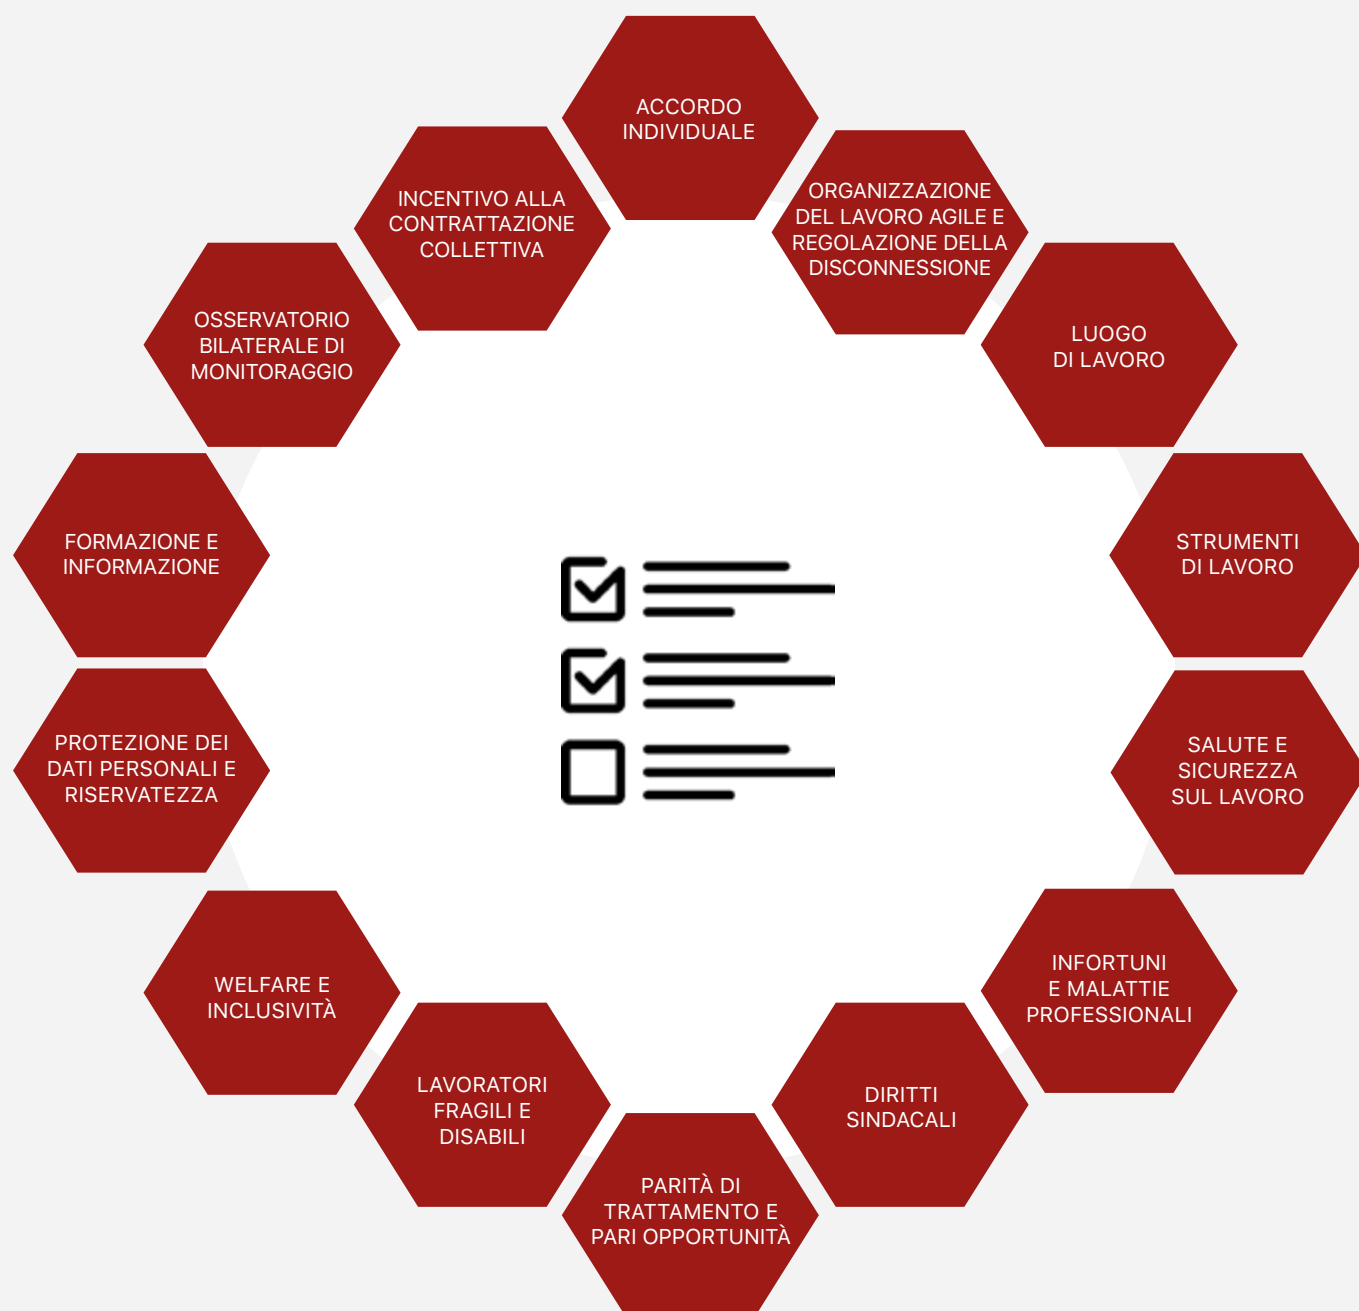 ACCORDO
INDIVIDUALE
ORGANIZZAZIONE
DEL LAVORO AGILE E
REGOLAZIONE DELLA
DISCONNESSIONE
LUOGO
DI LAVORO
STRUMENTI
DI LAVORO
SALUTE E
SICUREZZA
SUL LAVORO
INFORTUNI
E MALATTIE
PROFESSIONALI
DIRITTI
SINDACALI
PARITÀ DI
TRATTAMENTO E
PARI OPPORTUNITÀ
LAVORATORI
FRAGILI E
DISABILI
WELFARE E
INCLUSIVITÀ
PROTEZIONE DEI
DATI PERSONALI E
RISERVATEZZA
FORMAZIONE E
INFORMAZIONE
OSSERVATORIO
BILATERALE DI
MONITORAGGIO
INCENTIVO ALLA
CONTRATTAZIONE
COLLETTIVA